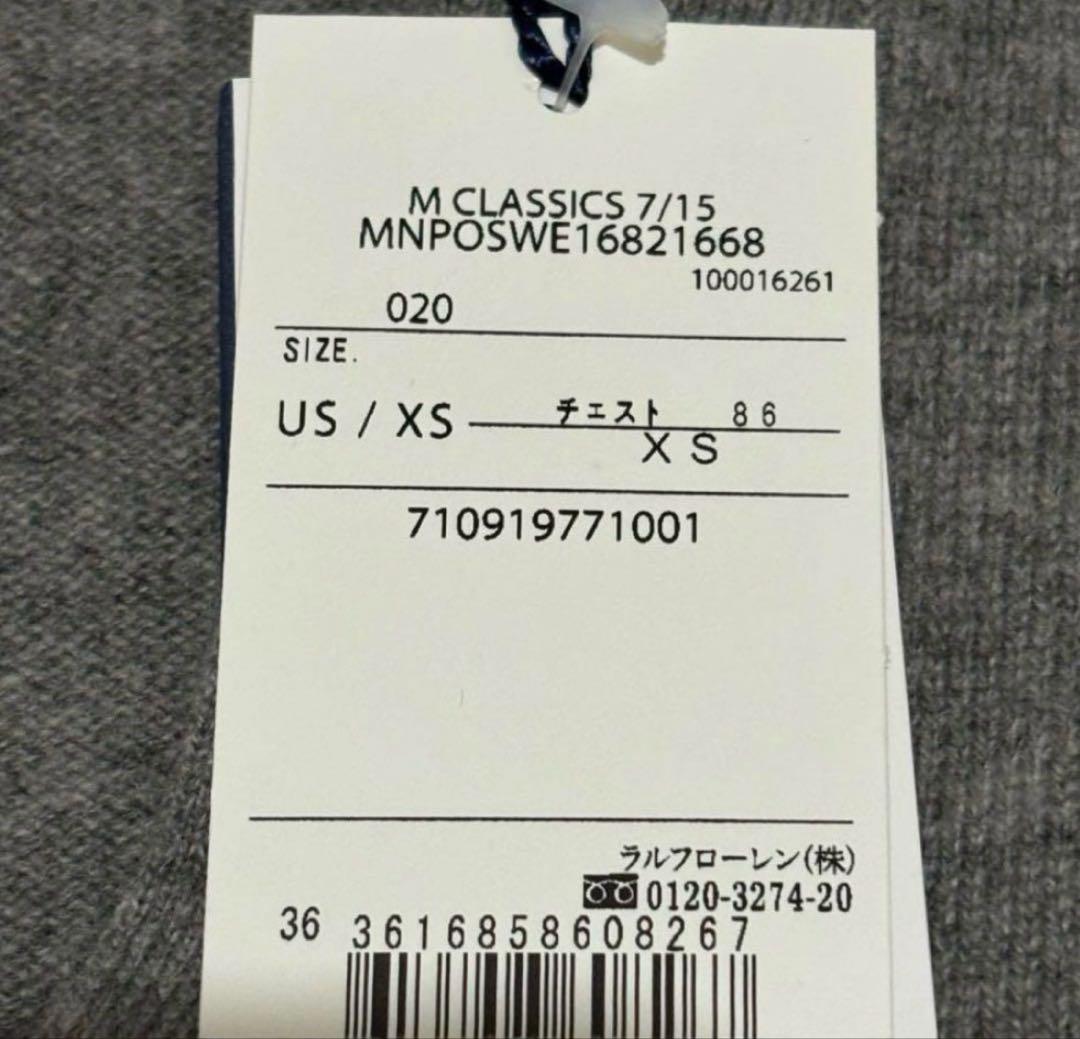 M CLASSICS 7/15
MNPOSWE16821668
100016261
020
SIZE.
US / XS チェスト 86
XS
710919771001
ラルフローレン(株)
0120-3274-20
36 3616858608267